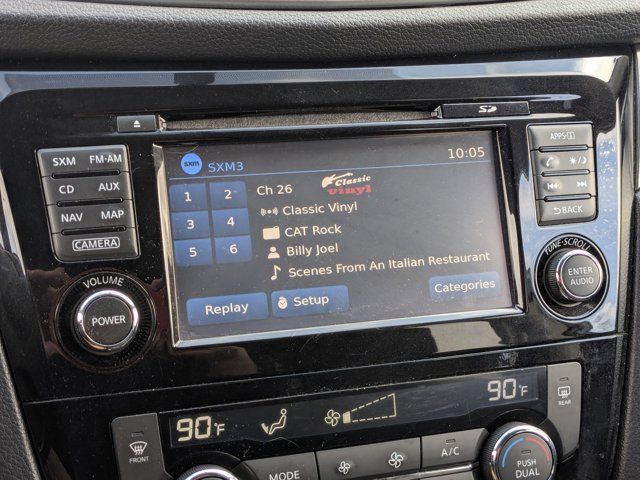 SD
SXM FM·AM
CD AUX
NAV MAP
CAMERA
VOLUME
POWER
sxm SXM3 10:05
1 2
3 4
5 6
Ch 26
Classic Vinyl
Classic Vinyl
CAT Rock
Billy Joel
Scenes From An Italian Restaurant
Replay
Setup
Categories
APPS
BACK
TUNE·SCROLL
ENTER
AUDIO
90°F
90°F
FRONT
REAR
MODE
A/C
PUSH
DUAL